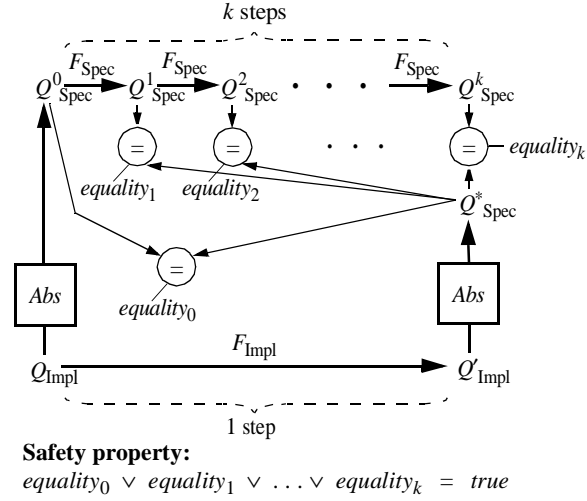 k steps
F_Spec F_Spec F_Spec
Q^0_Spec Q^1_Spec Q^2_Spec . . . Q^k_Spec
= = . . . = equality_k
equality_1 equality_2
Q^*_Spec
=
Abs Abs
equality_0
F_Impl
Q_Impl Q′_Impl
1 step
Safety property:
equality_0 ∨ equality_1 ∨ . . . ∨ equality_k = true